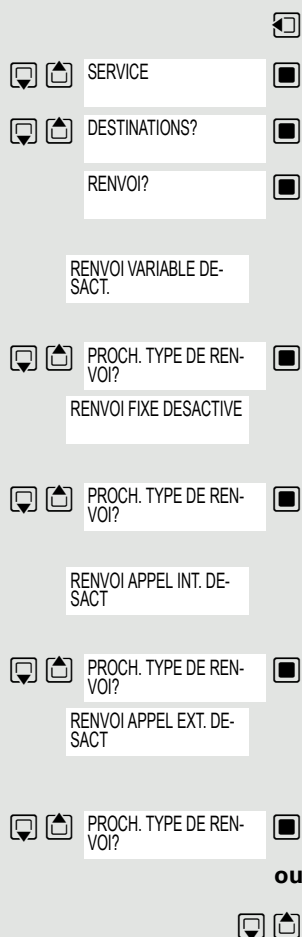 SERVICE
DESTINATIONS?
RENVOI?
RENVOI VARIABLE DE-
SACT.
PROCH. TYPE DE REN-
VOI?
RENVOI FIXE DESACTIVE
PROCH. TYPE DE REN-
VOI?
RENVOI APPEL INT. DE-
SACT
PROCH. TYPE DE REN-
VOI?
RENVOI APPEL EXT. DE-
SACT
PROCH. TYPE DE REN-
VOI?
ou